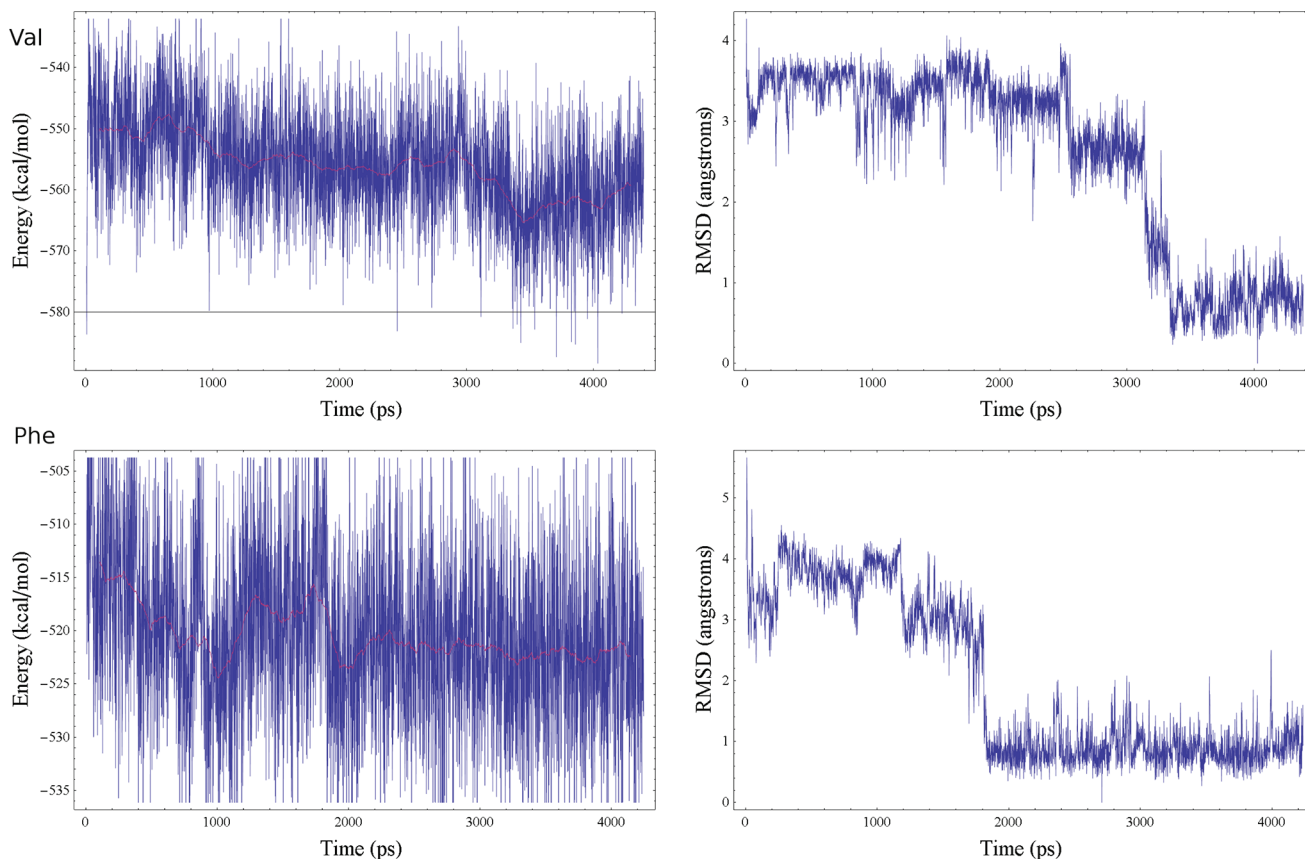 Val
Energy (kcal/mol)
−540
−550
−560
−570
−580
0 1000 2000 3000 4000
Time (ps)
RMSD (angstroms)
4
3
2
1
0
0 1000 2000 3000 4000
Time (ps)
Phe
Energy (kcal/mol)
−505
−510
−515
−520
−525
−530
−535
0 1000 2000 3000 4000
Time (ps)
RMSD (angstroms)
5
4
3
2
1
0
0 1000 2000 3000 4000
Time (ps)